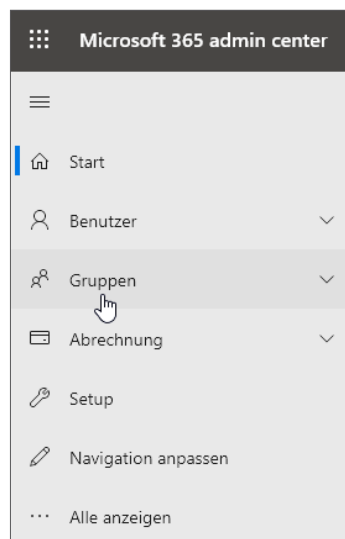 Microsoft 365 admin center
Start
Benutzer
Gruppen
Abrechnung
Setup
Navigation anpassen
Alle anzeigen